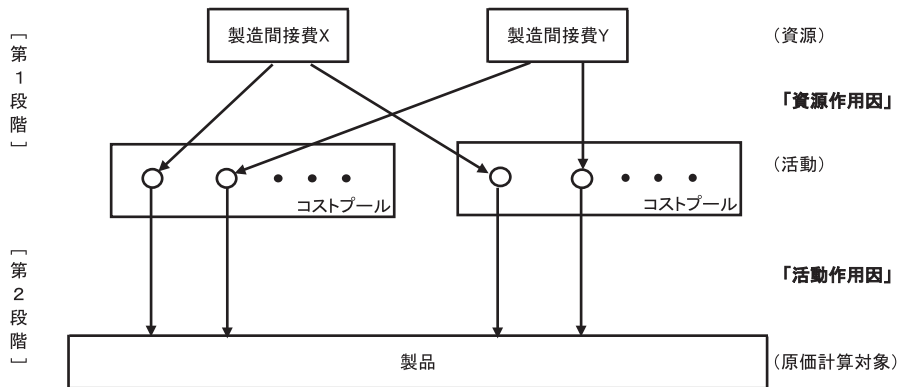 製造間接費X
製造間接費Y
（資源）
［第1段階］
「資源作用因」
（活動）
コストプール
コストプール
［第2段階］
「活動作用因」
製品
（原価計算対象）